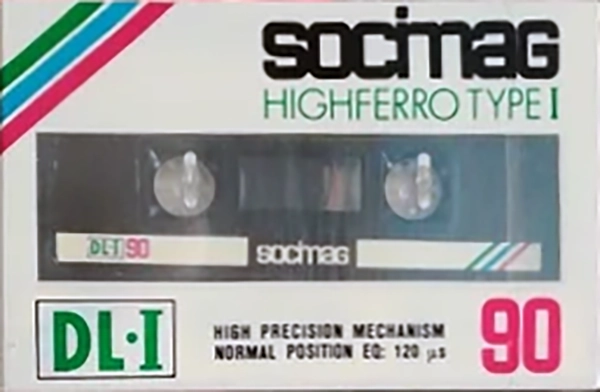 SOCIMAG
HIGHFERRO TYPE I
DL-I 90
SOCIMAG
DL·I
HIGH PRECISION MECHANISM
NORMAL POSITION EQ: 120 μs
90